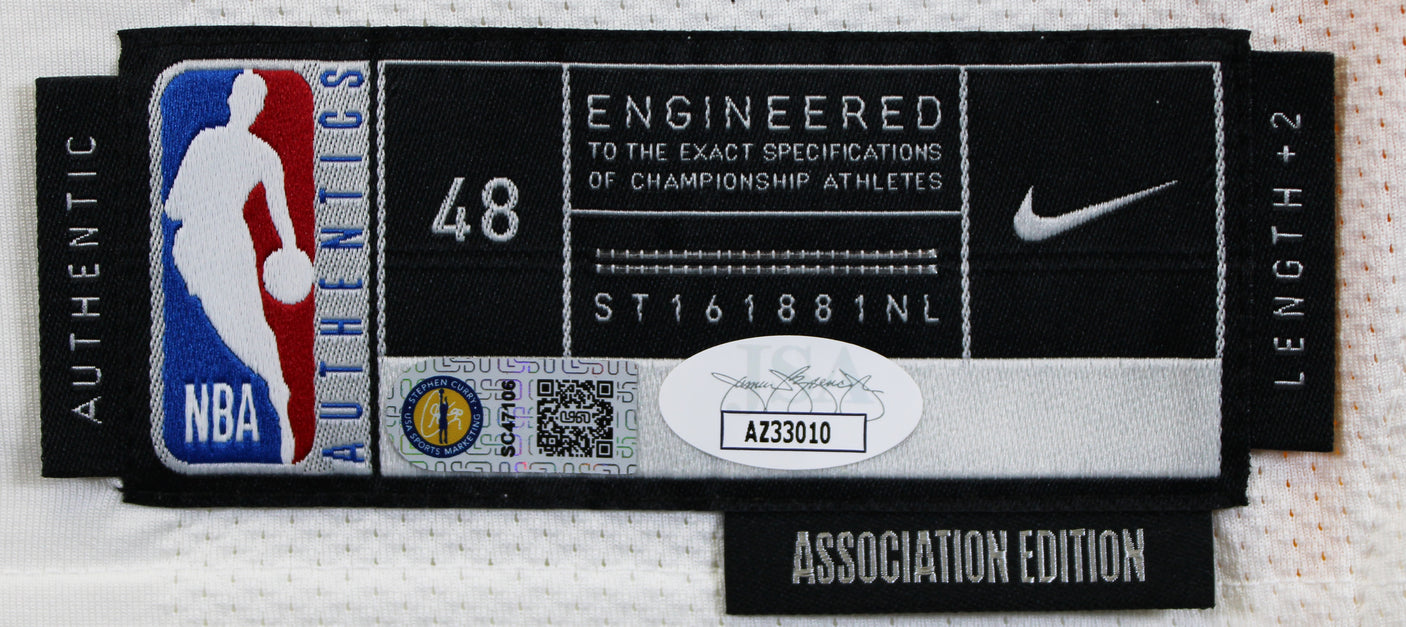 AUTHENTIC
NBA
AUTHENTICS
48
ENGINEERED
TO THE EXACT SPECIFICATIONS
OF CHAMPIONSHIP ATHLETES
ST161881NL
LENGTH+2
STEPHEN CURRY
USA SPORTS MARKETING
SC47106
JSA
AZ33010
ASSOCIATION EDITION